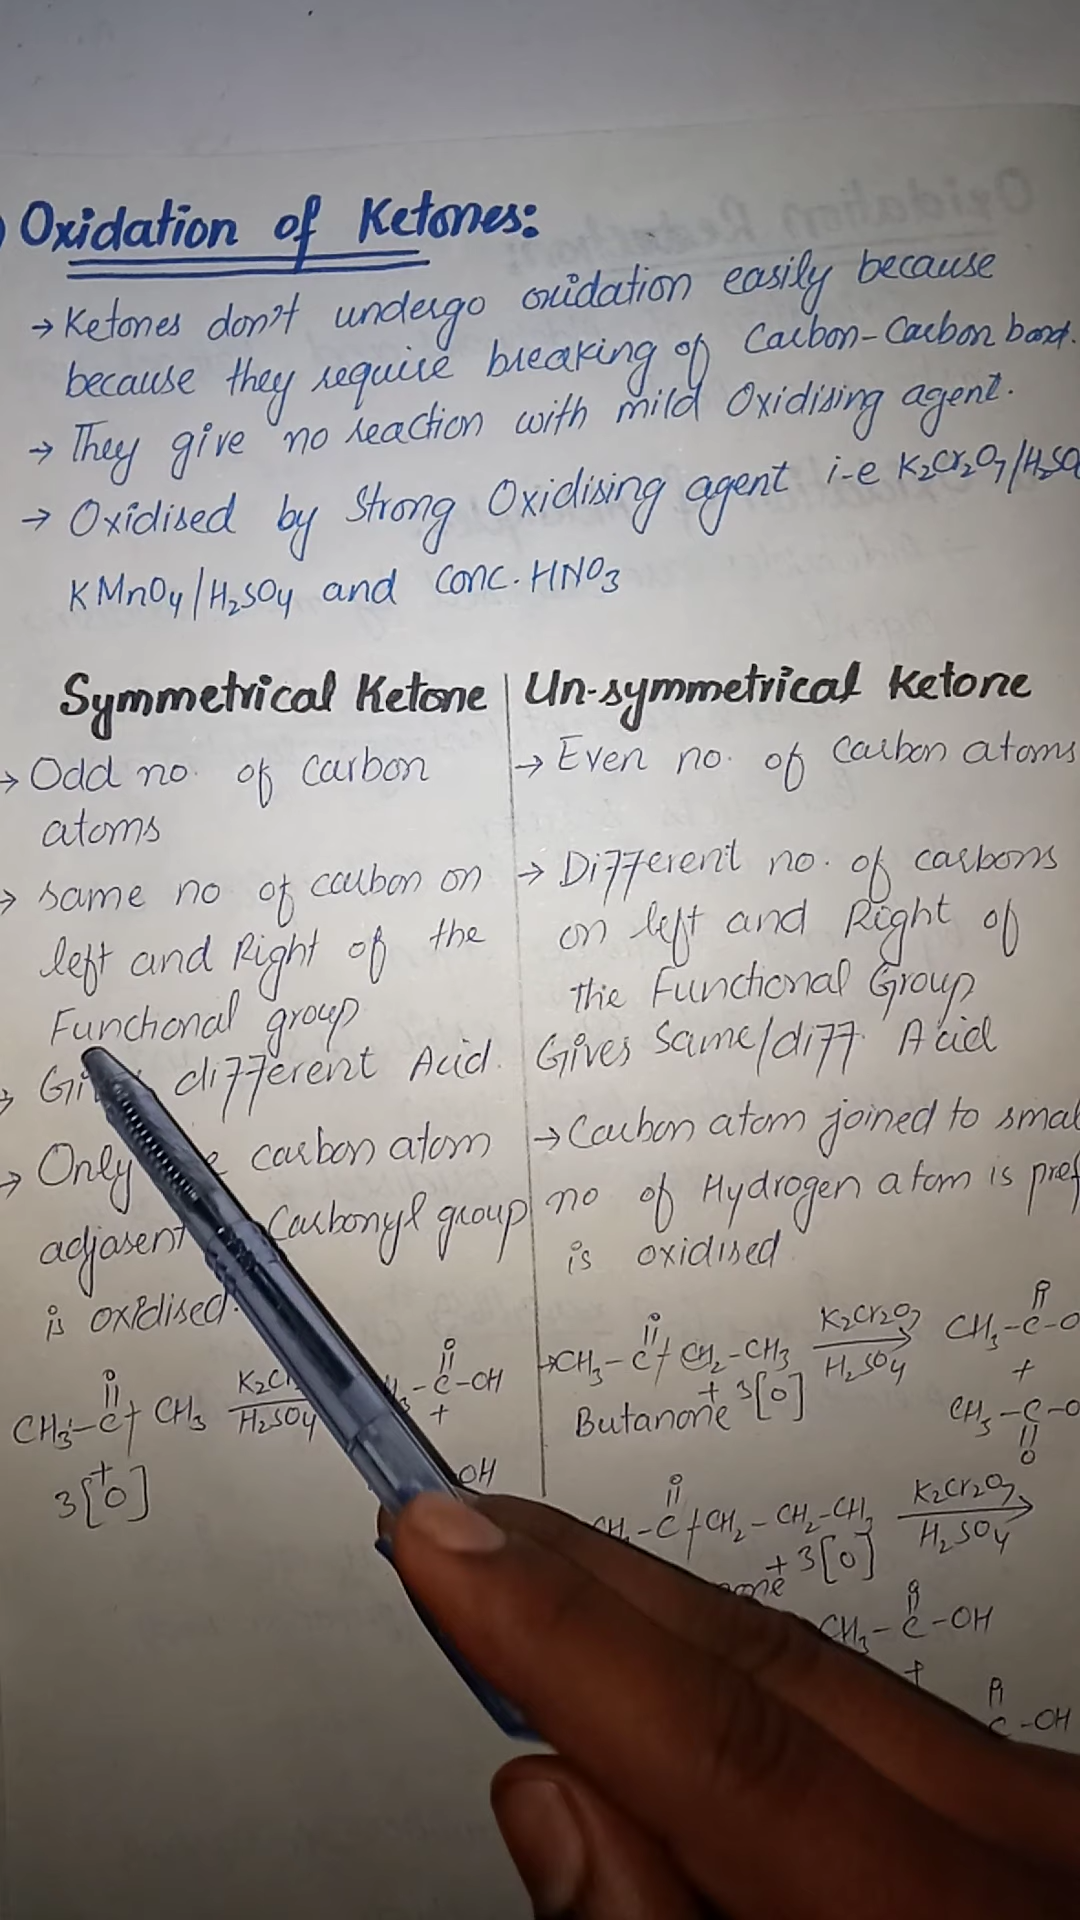 Oxidation of Ketones:
→ Ketones don't undergo oxidation easily because
because they require breaking of Carbon-Carbon bond.
→ They give no reaction with mild Oxidising agent.
→ Oxidised by Strong Oxidising agent i-e K2Cr2O7/H2SO
KMnO4/H2SO4 and conc. HNO3
Symmetrical Ketone
→ Odd no. of carbon
atoms
→ same no of carbon on
left and Right of the
Functional group
→ different Acid.
→ Only carbon atom
adjasent Carbonyl group
is oxidised.
O
CH3-C+CH3 H2SO4 -C-OH
+
3[O]
OH
Un-symmetrical Ketone
→ Even no. of Carbon atoms
→ Different no. of carbons
on left and Right of
the Functional Group
Gives Same/diff. Acid
→ Carbon atom joined to
no of Hydrogen atom is
is oxidised
CH3-C+CH2-CH3 K2Cr2O7 H2SO4 CH3-C-O
+ 3[O] +
Butanone CH3-C-O
O
-C+CH2-CH2-CH3 K2Cr2O7 H2SO4
+ 3[O]
CH3-C-OH
+
C-OH